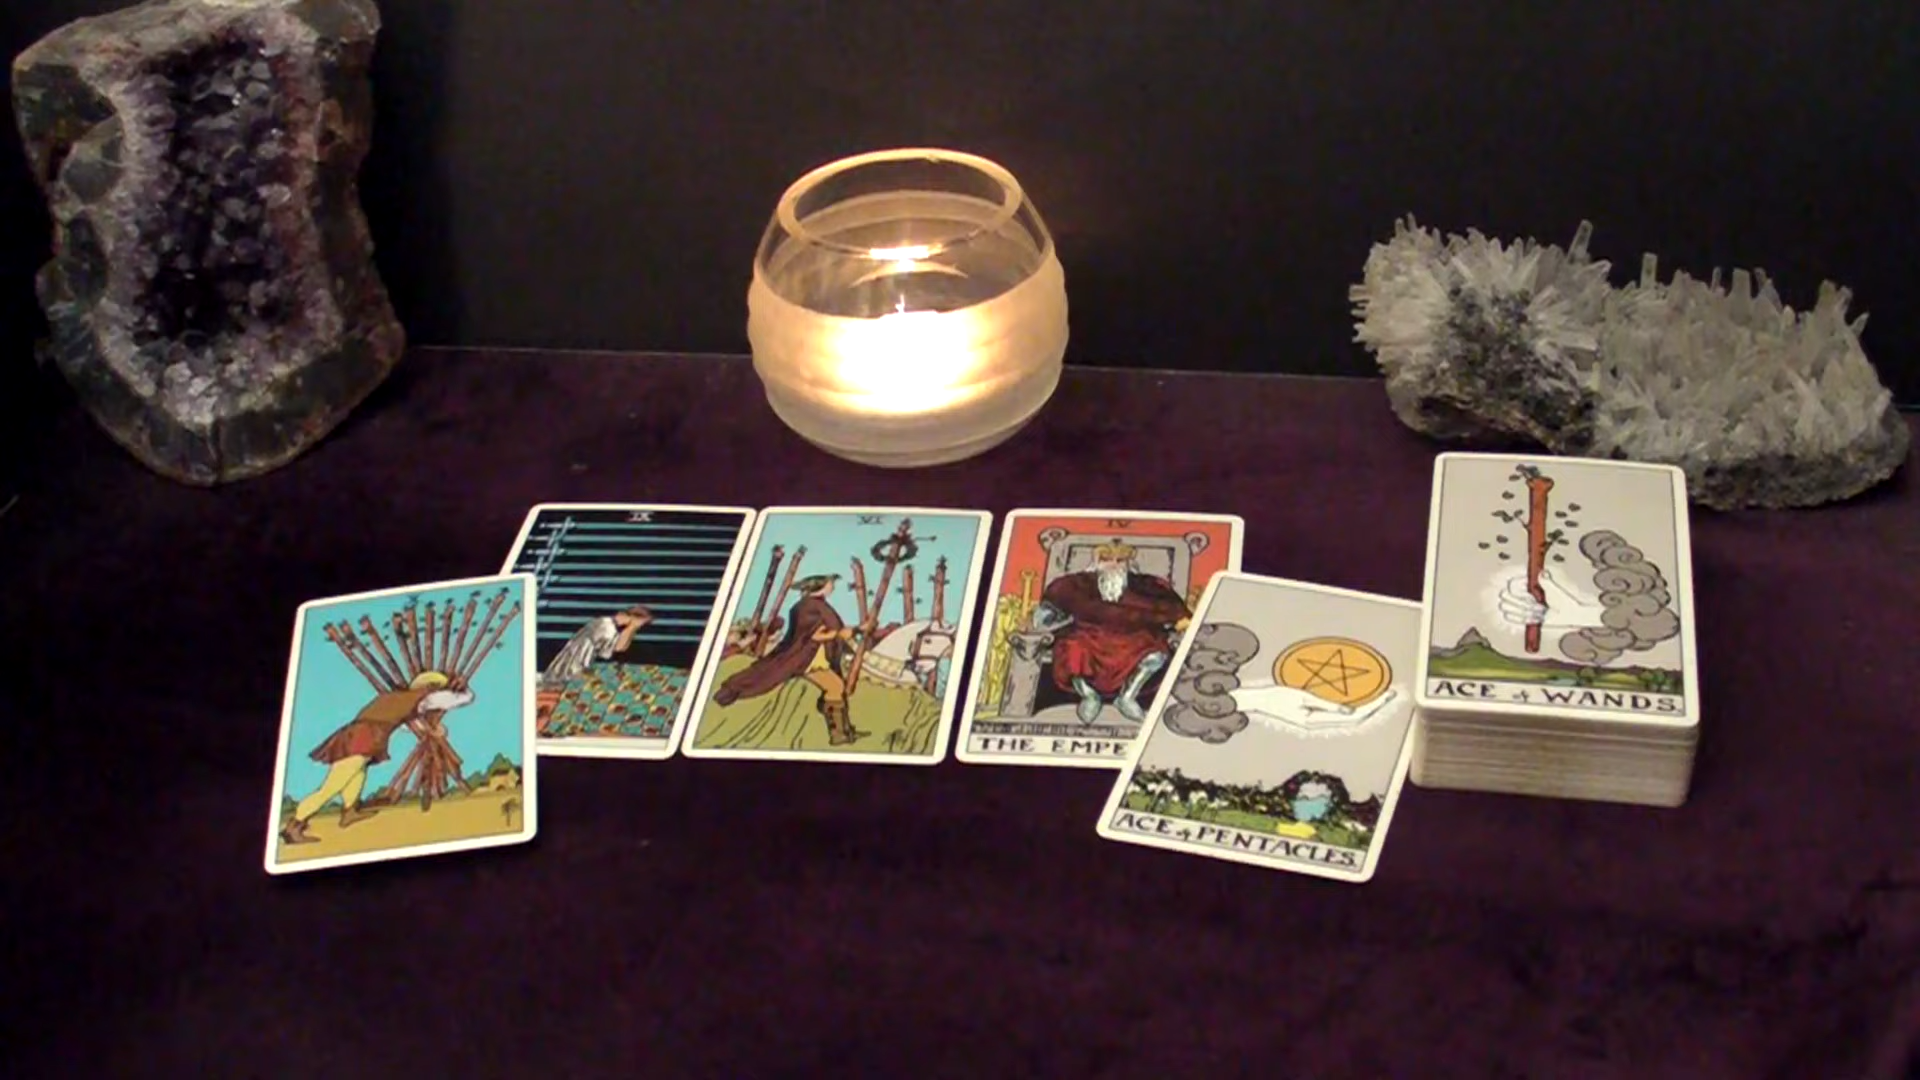 IX
VI
IV
X
THE EMPE
ACE of PENTACLES.
ACE of WANDS.